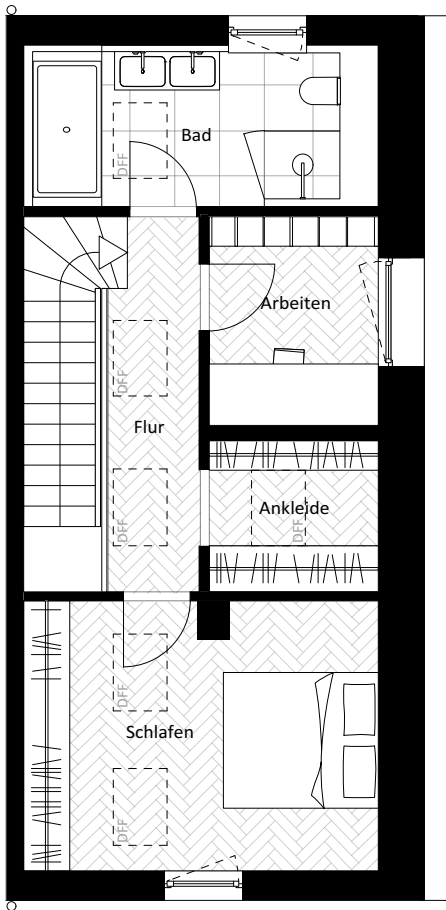 DFF
Bad
Arbeiten
DFF
Flur
DFF
Ankleide
DFF
DFF
Schlafen
DFF